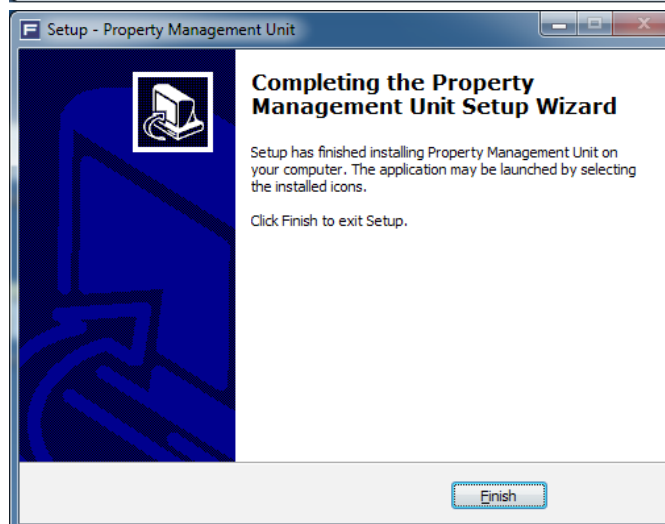 Setup - Property Management Unit
Completing the Property
Management Unit Setup Wizard
Setup has finished installing Property Management Unit on
your computer. The application may be launched by selecting
the installed icons.
Click Finish to exit Setup.
Finish